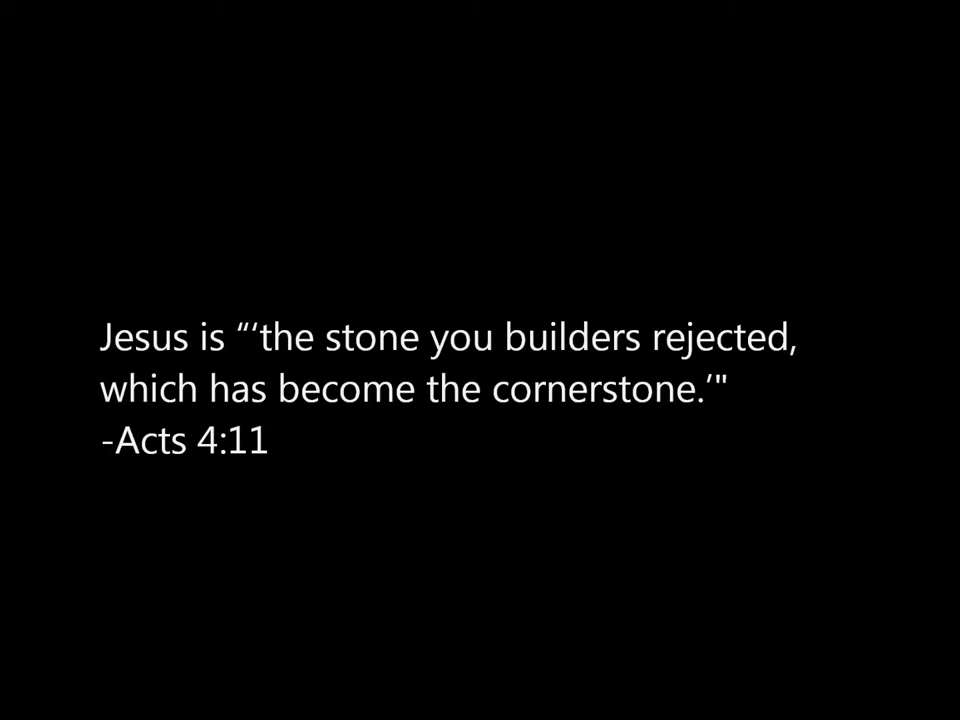 Jesus is “‘the stone you builders rejected,
which has become the cornerstone.’"
-Acts 4:11